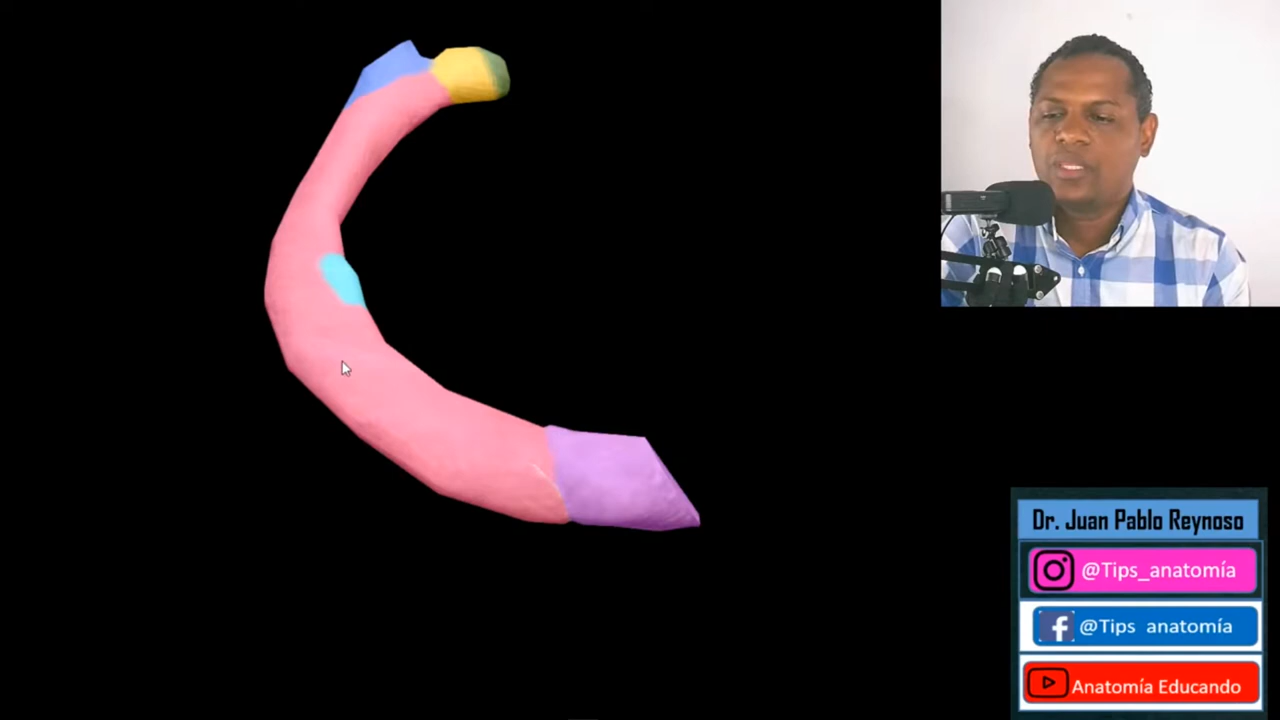 Dr. Juan Pablo Reynoso
@Tips_anatomía
@Tips anatomía
Anatomía Educando